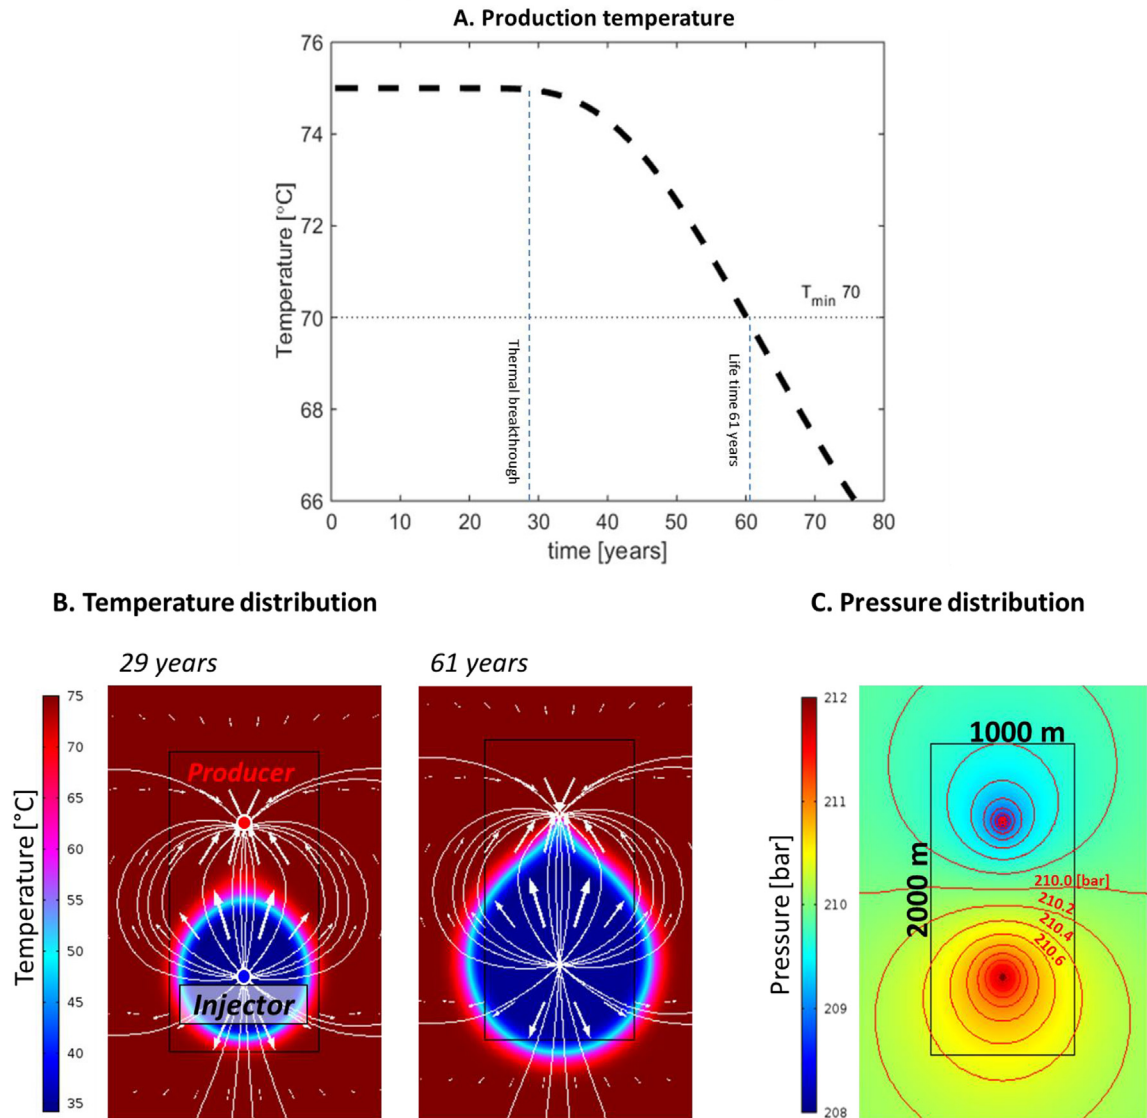 A. Production temperature
76
74
72
70
68
66
Temperature [°C]
T min 70
Thermal breakthrough
Life time 61 years
0 10 20 30 40 50 60 70 80
time [years]
B. Temperature distribution
C. Pressure distribution
29 years
61 years
Temperature [°C]
75
70
65
60
55
50
45
40
35
Producer
Injector
Pressure [bar]
212
211
210
209
208
1000 m
2000 m
210.0 [bar]
210.2
210.4
210.6